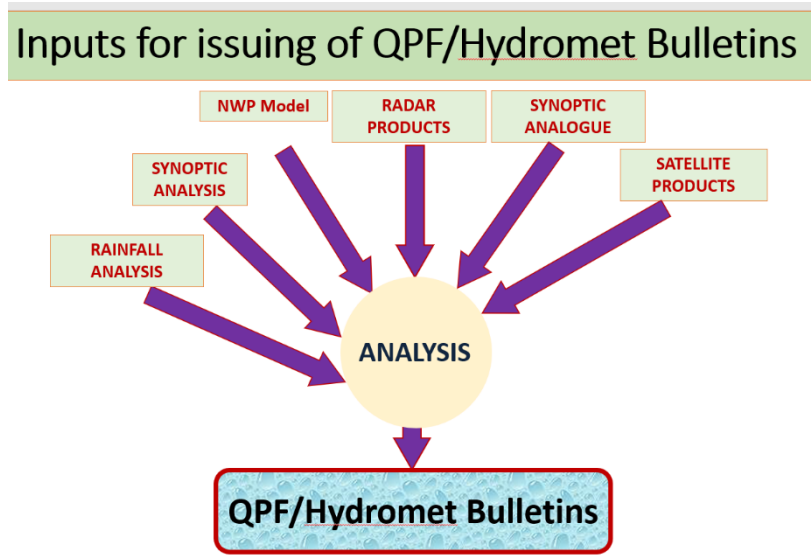 Inputs for issuing of QPF/Hydromet Bulletins
NWP Model
RADAR
PRODUCTS
SYNOPTIC
ANALOGUE
SYNOPTIC
ANALYSIS
SATELLITE
PRODUCTS
RAINFALL
ANALYSIS
ANALYSIS
QPF/Hydromet Bulletins